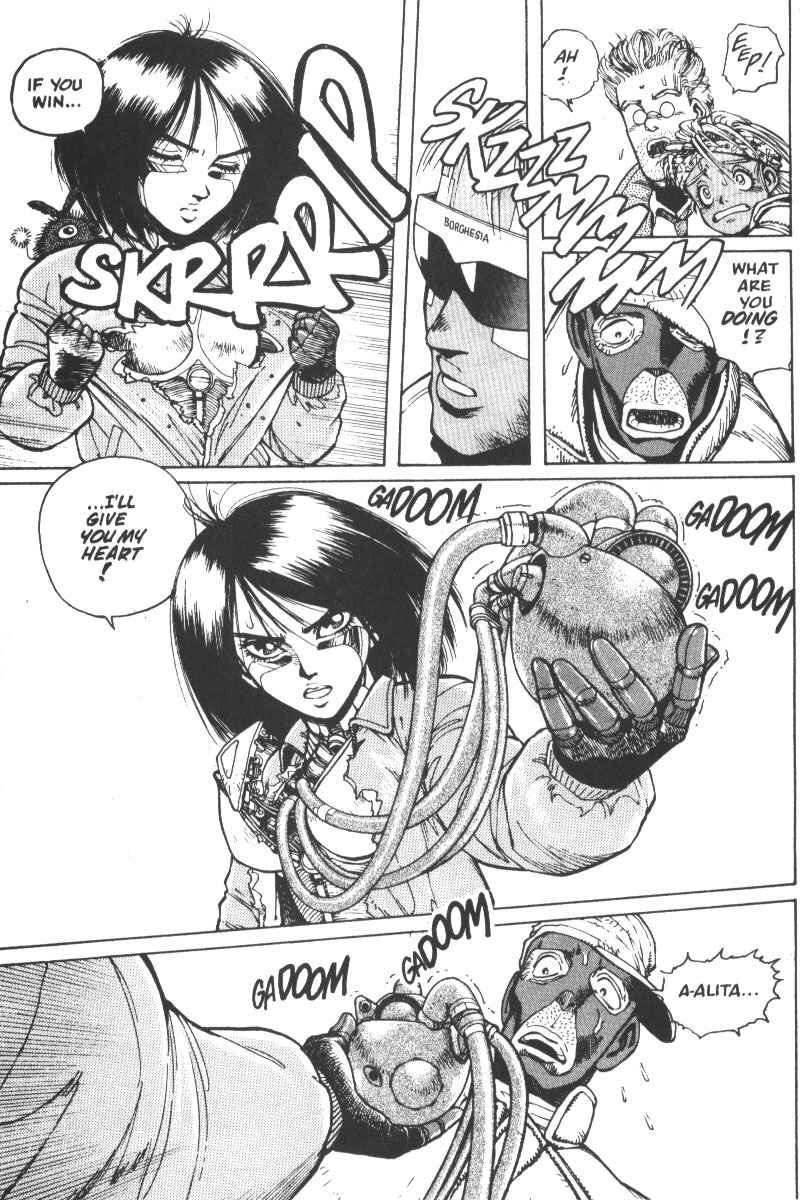 IF YOU
WIN...
SKRRRIP
BORGHESIA
SKZZZMMMMM
AH
!
EEP!
WHAT
ARE
YOU
DOING
!?
...I'LL
GIVE
YOU MY
HEART
!
GADOOM
GADOOM
GADOOM
GADOOM
GADOOM
A-ALITA...